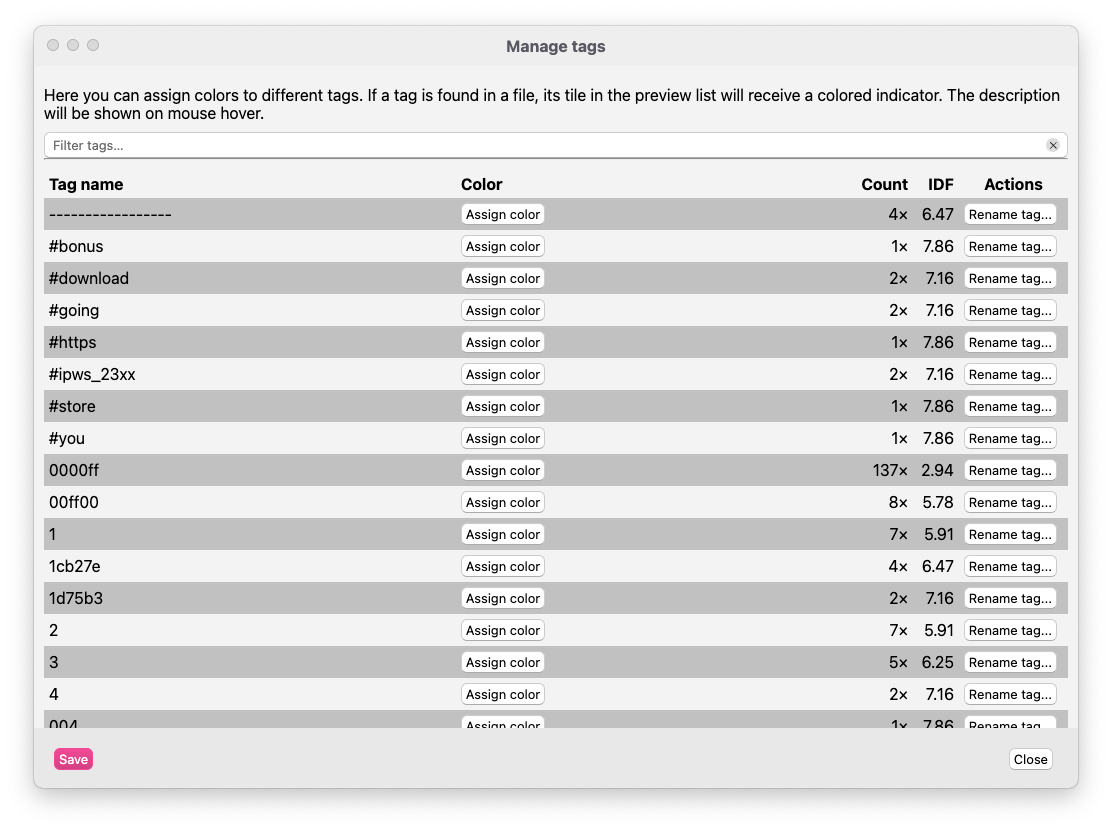 Manage tags
Here you can assign colors to different tags. If a tag is found in a file, its tile in the preview list will receive a colored indicator. The description
will be shown on mouse hover.
Filter tags...
Tag name Color Count IDF Actions
----------------- Assign color 4× 6.47 Rename tag...
#bonus Assign color 1× 7.86 Rename tag...
#download Assign color 2× 7.16 Rename tag...
#going Assign color 2× 7.16 Rename tag...
#https Assign color 1× 7.86 Rename tag...
#ipws_23xx Assign color 2× 7.16 Rename tag...
#store Assign color 1× 7.86 Rename tag...
#you Assign color 1× 7.86 Rename tag...
0000ff Assign color 137× 2.94 Rename tag...
00ff00 Assign color 8× 5.78 Rename tag...
1 Assign color 7× 5.91 Rename tag...
1cb27e Assign color 4× 6.47 Rename tag...
1d75b3 Assign color 2× 7.16 Rename tag...
2 Assign color 7× 5.91 Rename tag...
3 Assign color 5× 6.25 Rename tag...
4 Assign color 2× 7.16 Rename tag...
004 Assign color 1× 7.86 Rename tag...
Save Close